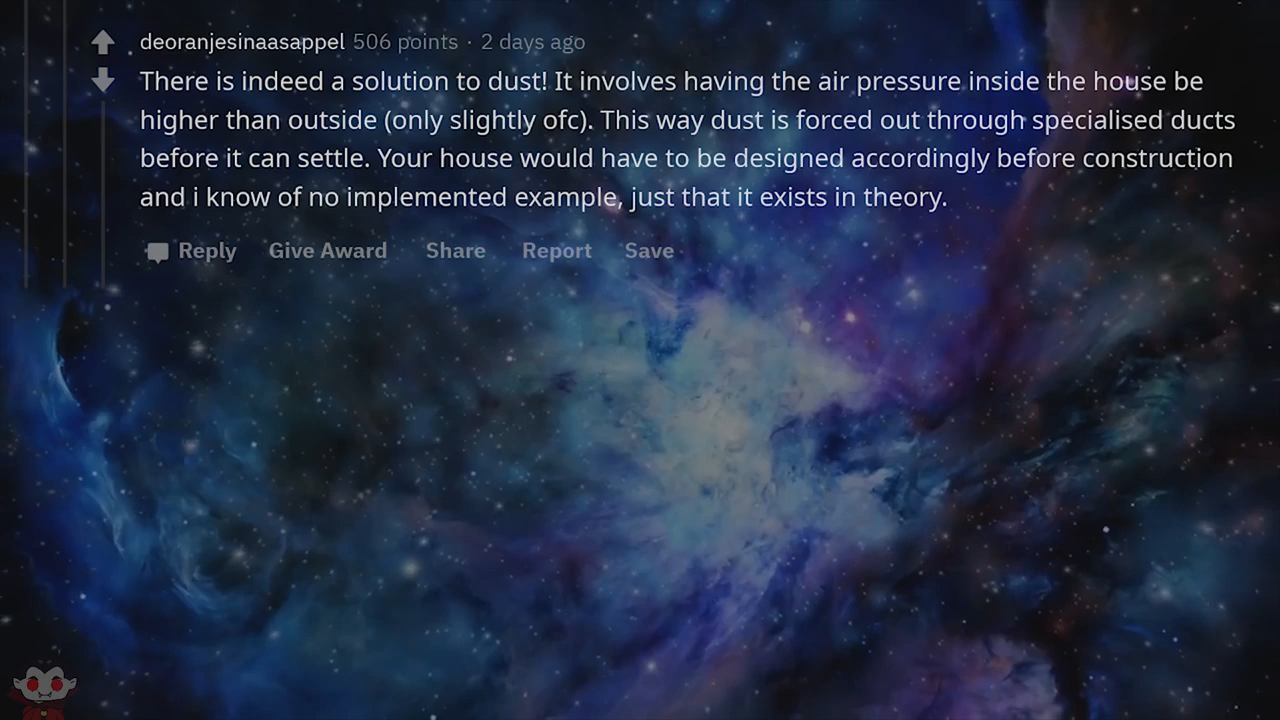 deoranjesinaasappel 506 points · 2 days ago
There is indeed a solution to dust! It involves having the air pressure inside the house be
higher than outside (only slightly ofc). This way dust is forced out through specialised ducts
before it can settle. Your house would have to be designed accordingly before construction
and i know of no implemented example, just that it exists in theory.
Reply Give Award Share Report Save